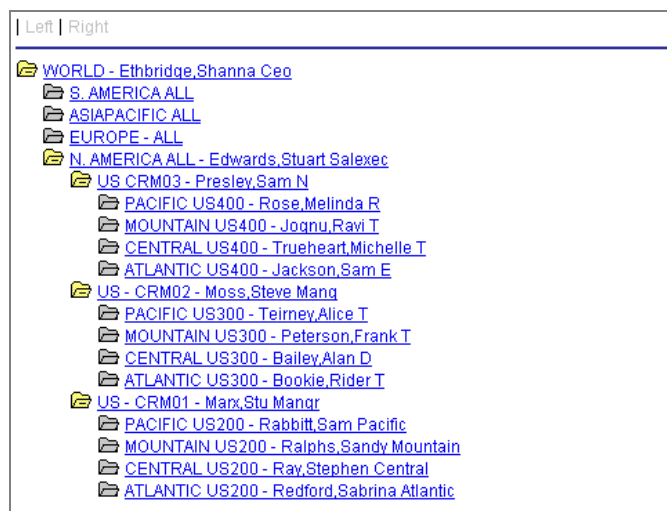 | Left | Right
WORLD - Ethbridge,Shanna Ceo
S. AMERICA ALL
ASIAPACIFIC ALL
EUROPE - ALL
N. AMERICA ALL - Edwards,Stuart Salexec
US CRM03 - Presley,Sam N
PACIFIC US400 - Rose,Melinda R
MOUNTAIN US400 - Jognu,Ravi T
CENTRAL US400 - Trueheart,Michelle T
ATLANTIC US400 - Jackson,Sam E
US - CRM02 - Moss,Steve Mang
PACIFIC US300 - Teirney,Alice T
MOUNTAIN US300 - Peterson,Frank T
CENTRAL US300 - Bailey,Alan D
ATLANTIC US300 - Bookie,Rider T
US - CRM01 - Marx,Stu Mangr
PACIFIC US200 - Rabbitt,Sam Pacific
MOUNTAIN US200 - Ralphs,Sandy Mountain
CENTRAL US200 - Ray,Stephen Central
ATLANTIC US200 - Redford,Sabrina Atlantic